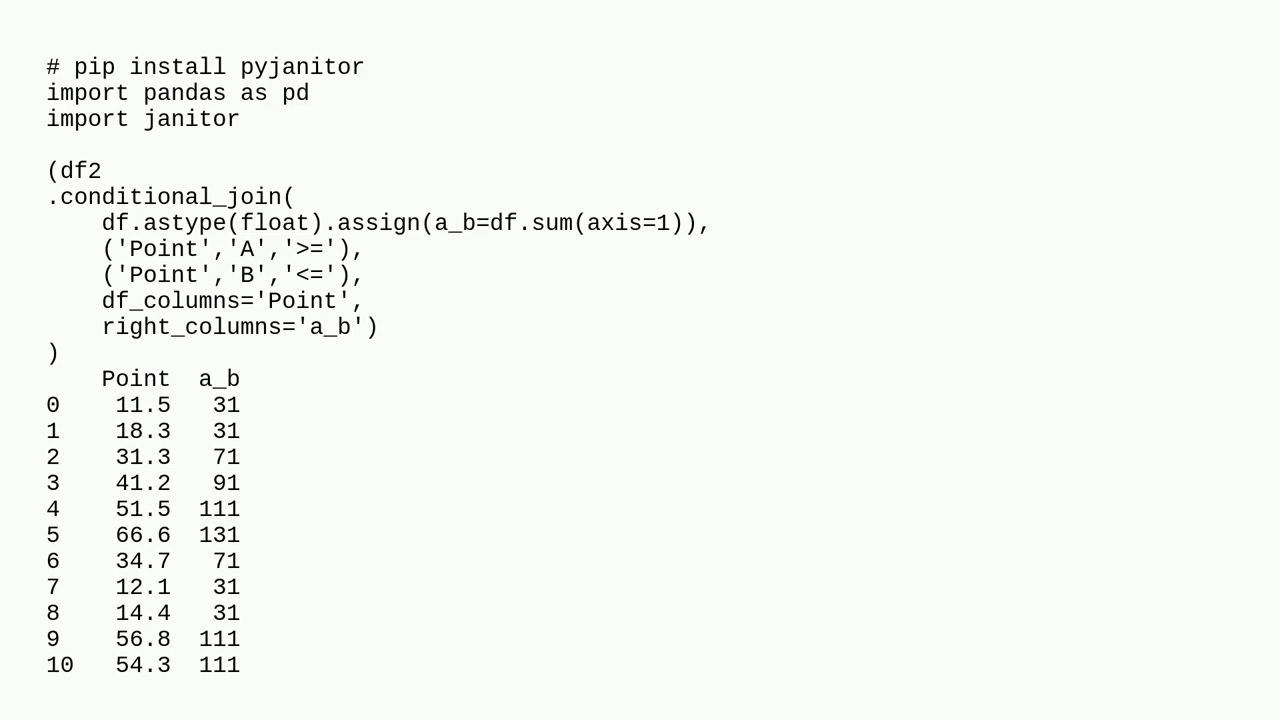 # pip install pyjanitor
import pandas as pd
import janitor

(df2
.conditional_join(
    df.astype(float).assign(a_b=df.sum(axis=1)),
    ('Point','A','>='),
    ('Point','B','<='),
    df_columns='Point',
    right_columns='a_b')
)
    Point  a_b
0    11.5   31
1    18.3   31
2    31.3   71
3    41.2   91
4    51.5  111
5    66.6  131
6    34.7   71
7    12.1   31
8    14.4   31
9    56.8  111
10   54.3  111